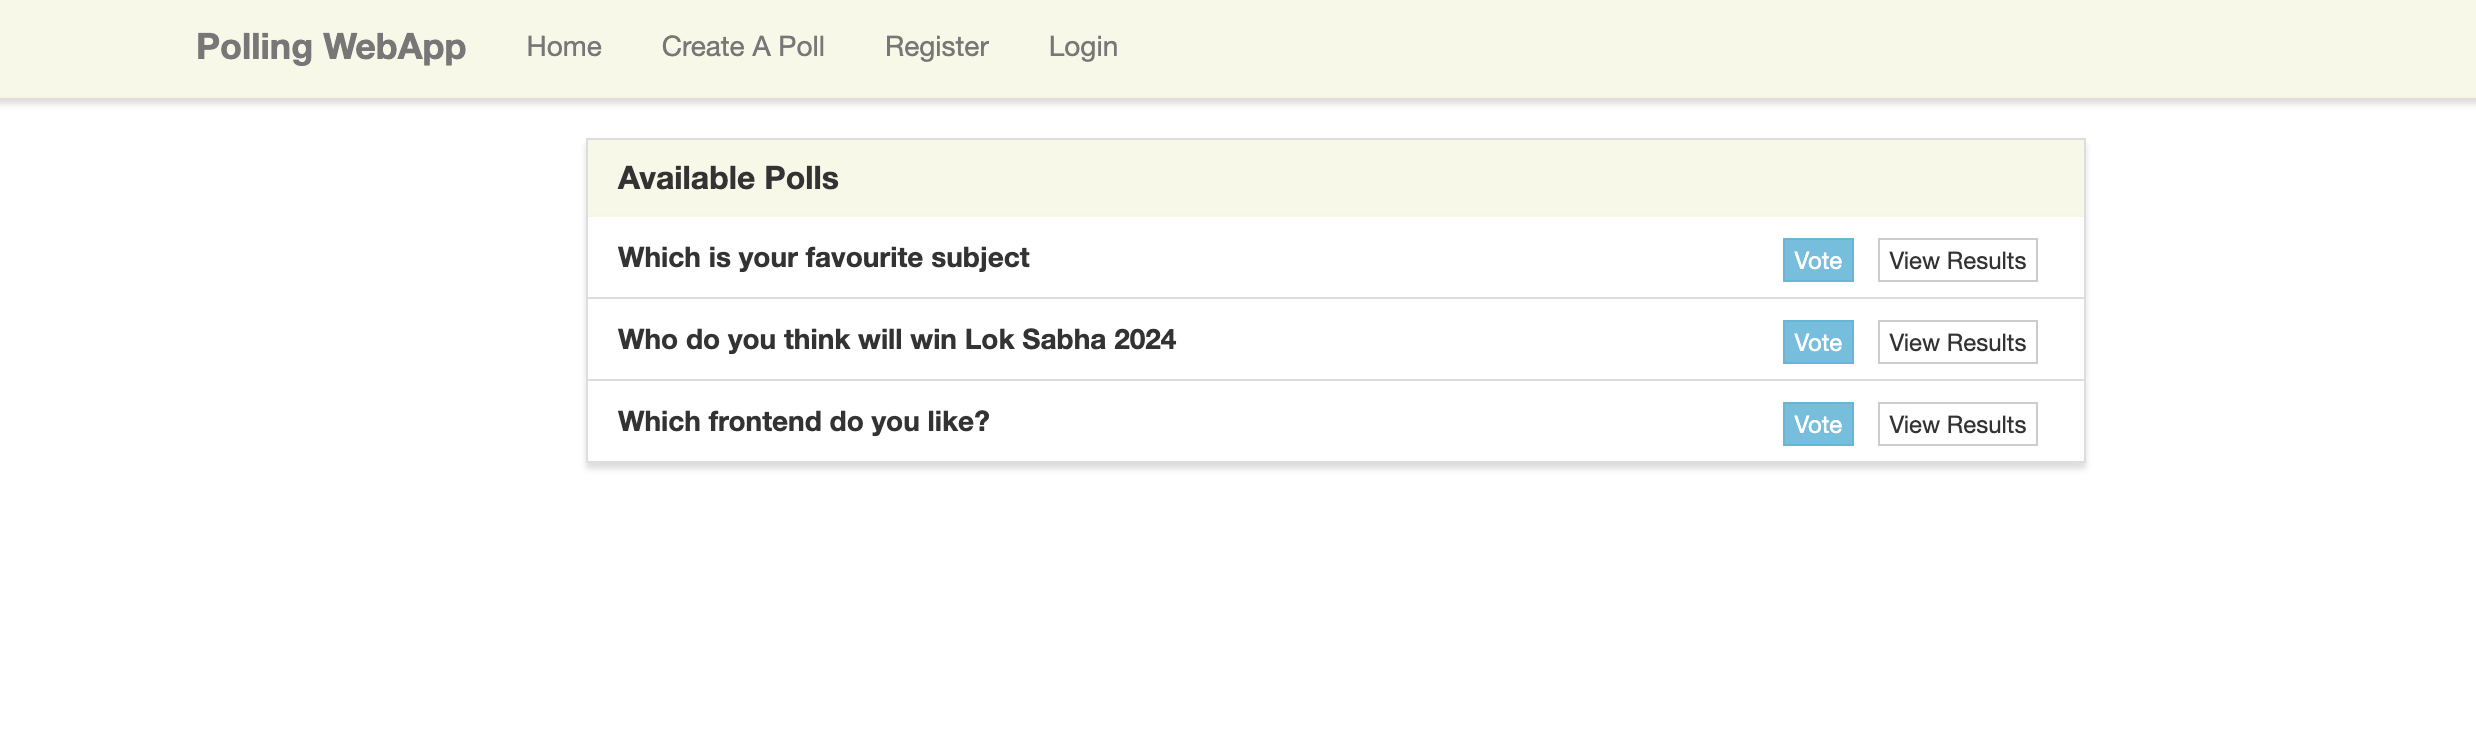 Polling WebApp Home Create A Poll Register Login
Available Polls
Which is your favourite subject Vote View Results
Who do you think will win Lok Sabha 2024 Vote View Results
Which frontend do you like? Vote View Results